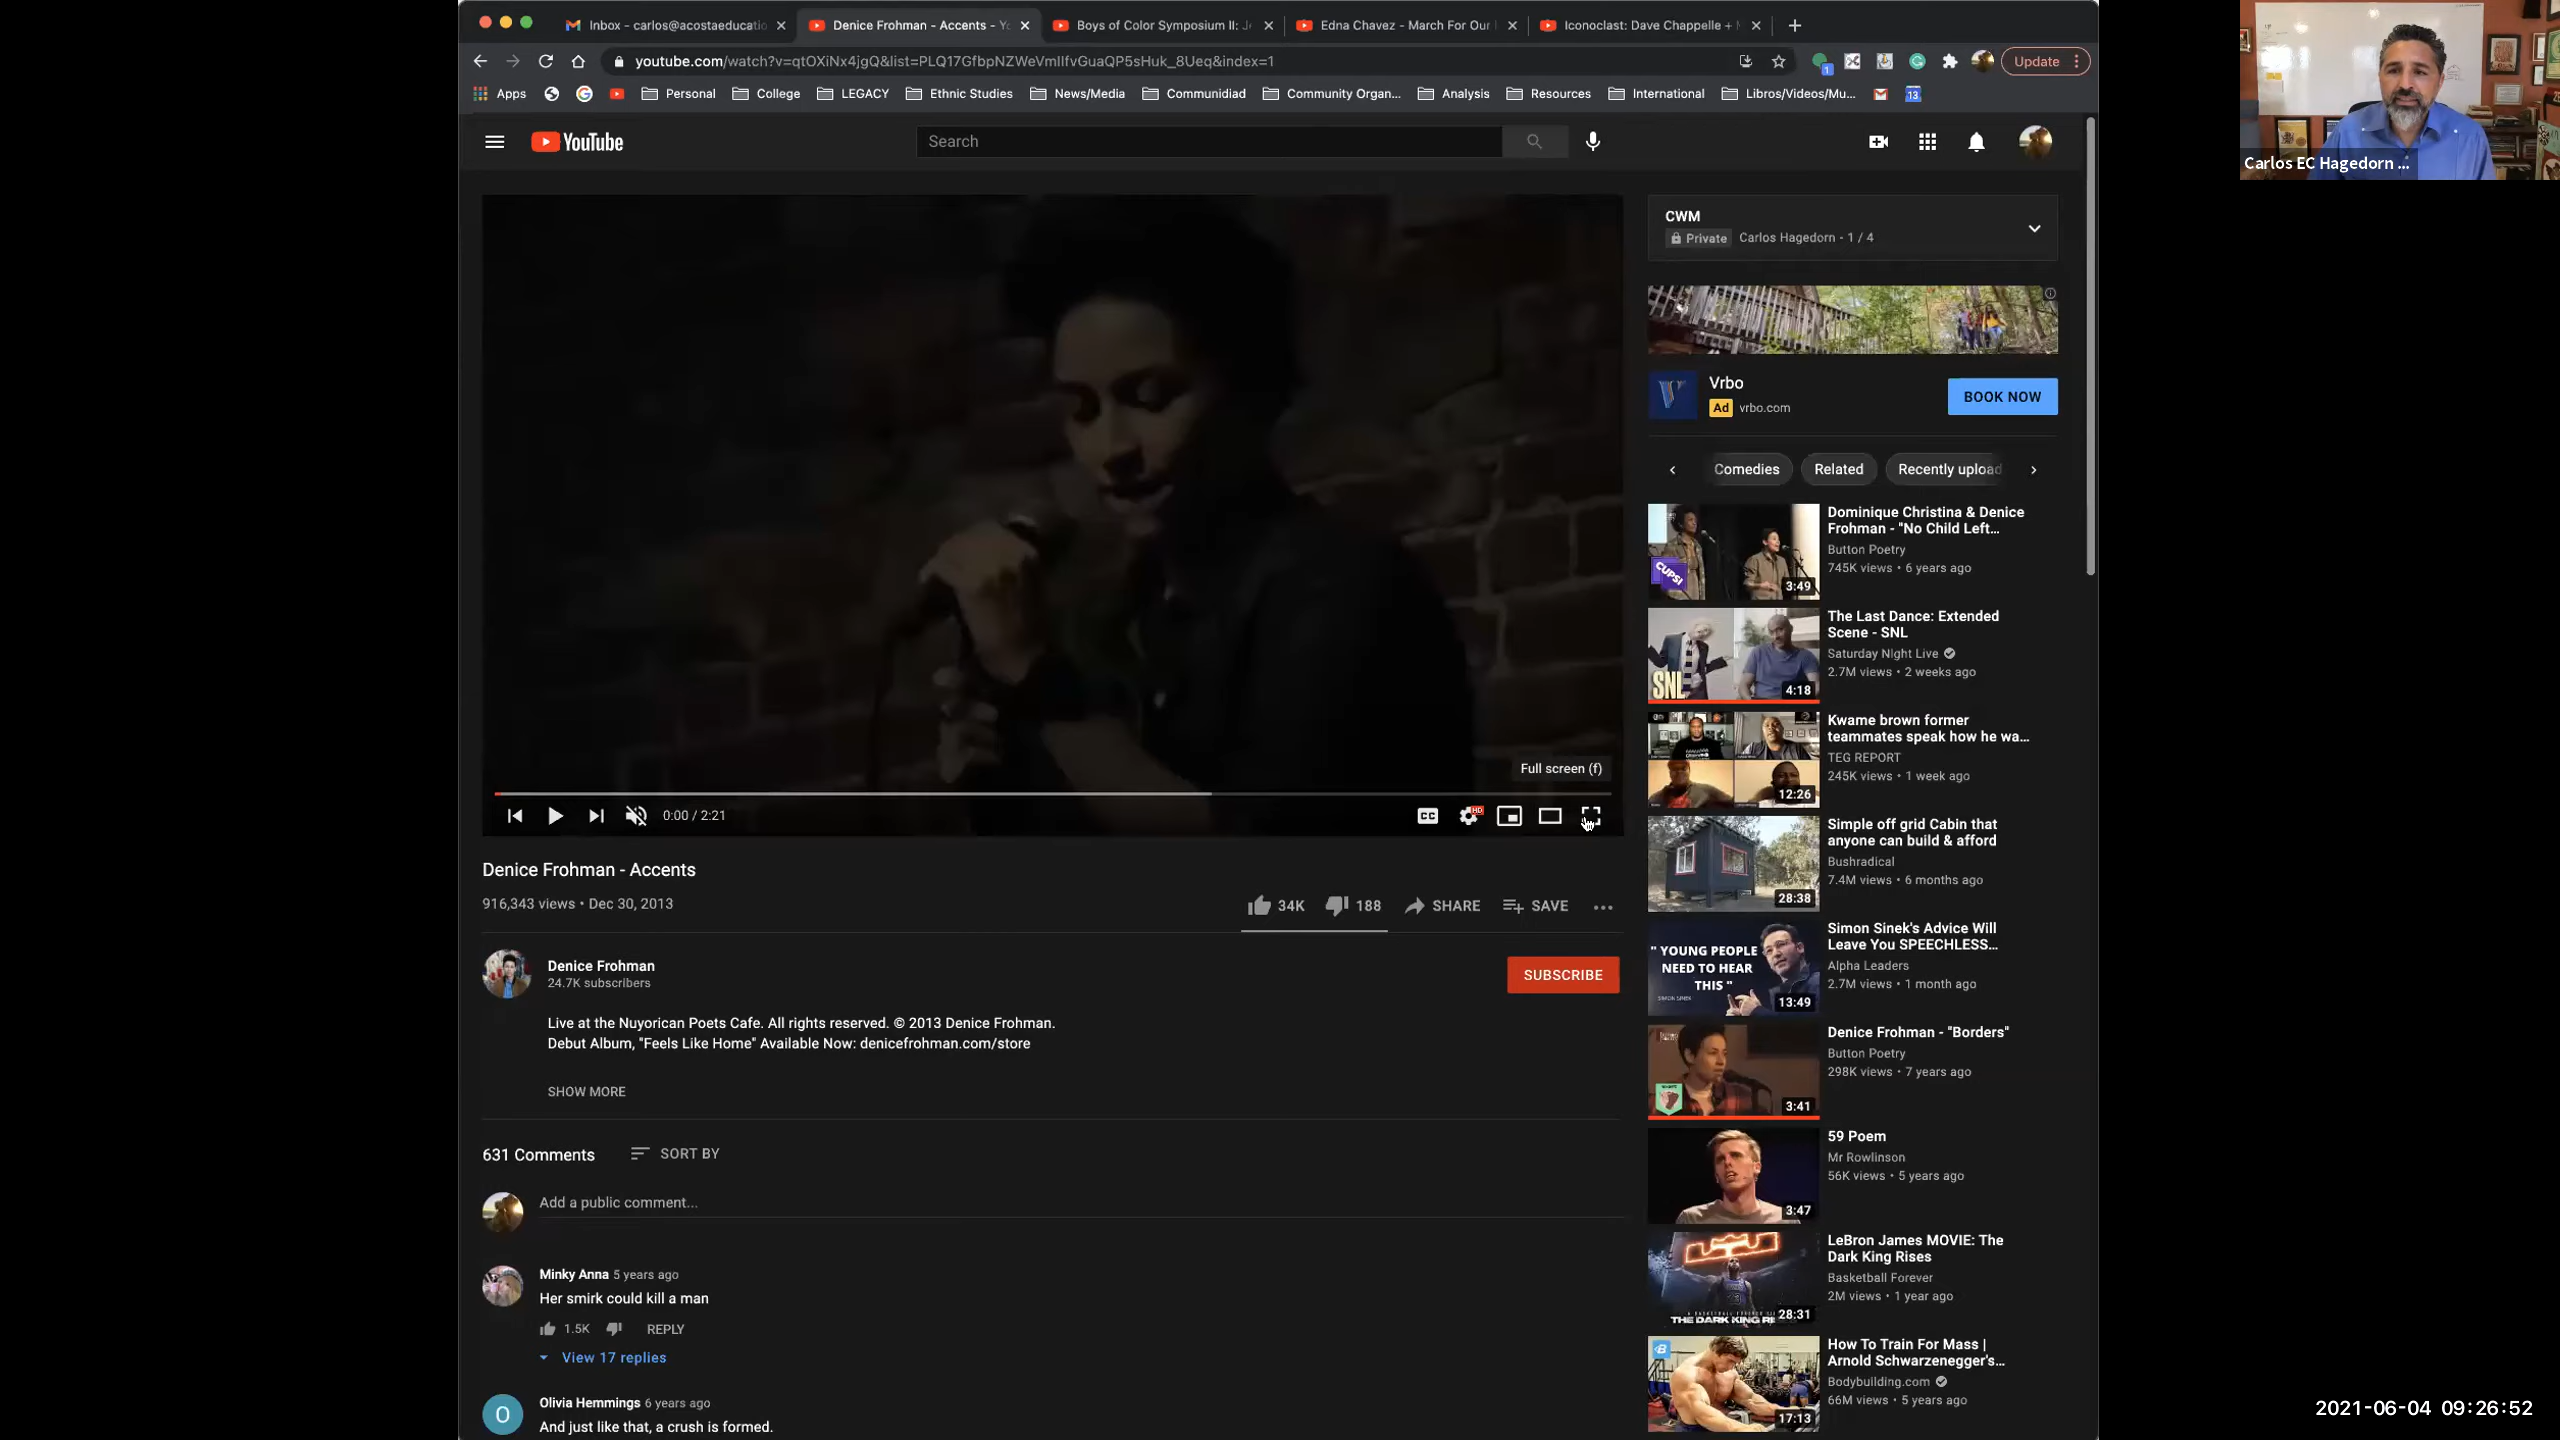 Inbox - carlos@acostaeducatio
Denice Frohman - Accents - Yo
Boys of Color Symposium II: Je
Edna Chavez - March For Our
Iconoclast: Dave Chappelle +
youtube.com/watch?v=qtOXiNx4jgQ&list=PLQ17GfbpNZWeVmIlfvGuaQP5sHuk_8Ueq&index=1
Update
Apps
Personal
College
LEGACY
Ethnic Studies
News/Media
Communidiad
Community Organ...
Analysis
Resources
International
Libros/Videos/Mu...
13
Carlos EC Hagedorn ...
YouTube
Search
CWM
Private Carlos Hagedorn - 1 / 4
Vrbo
Ad vrbo.com
BOOK NOW
Comedies
Related
Recently upload
Full screen (f)
0:00 / 2:21
CC
HD
Denice Frohman - Accents
916,343 views • Dec 30, 2013
34K
188
SHARE
SAVE
Denice Frohman
24.7K subscribers
SUBSCRIBE
Live at the Nuyorican Poets Cafe. All rights reserved. © 2013 Denice Frohman.
Debut Album, "Feels Like Home" Available Now: denicefrohman.com/store
SHOW MORE
631 Comments
SORT BY
Add a public comment...
Minky Anna 5 years ago
Her smirk could kill a man
1.5K
REPLY
View 17 replies
O
Olivia Hemmings 6 years ago
And just like that, a crush is formed.
CUPSI
3:49
Dominique Christina & Denice
Frohman - "No Child Left...
Button Poetry
745K views • 6 years ago
SNL
4:18
The Last Dance: Extended
Scene - SNL
Saturday Night Live
2.7M views • 2 weeks ago
12:26
Kwame brown former
teammates speak how he wa...
TEG REPORT
245K views • 1 week ago
28:38
Simple off grid Cabin that
anyone can build & afford
Bushradical
7.4M views • 6 months ago
" YOUNG PEOPLE
NEED TO HEAR
THIS "
SIMON SINEK
13:49
Simon Sinek's Advice Will
Leave You SPEECHLESS...
Alpha Leaders
2.7M views • 1 month ago
3:41
Denice Frohman - "Borders"
Button Poetry
298K views • 7 years ago
3:47
59 Poem
Mr Rowlinson
56K views • 5 years ago
THE DARK KING RI
28:31
LeBron James MOVIE: The
Dark King Rises
Basketball Forever
2M views • 1 year ago
B
17:13
How To Train For Mass |
Arnold Schwarzenegger's...
Bodybuilding.com
66M views • 5 years ago
2021-06-04 09:26:52